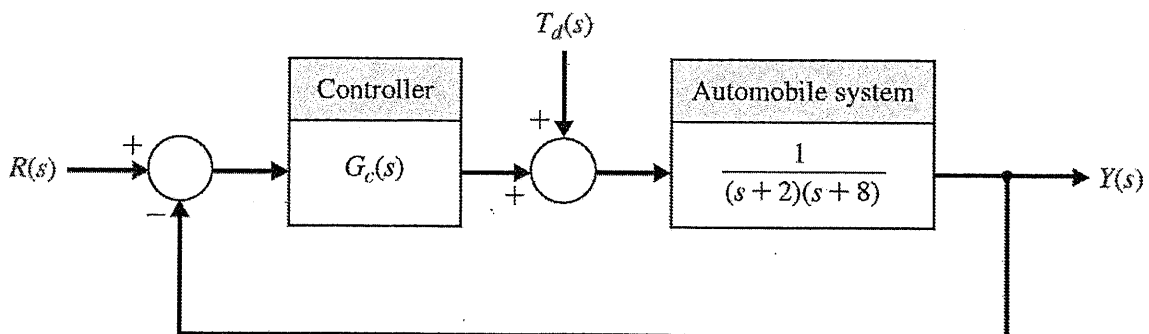 T_d(s)
Controller
Automobile system
+
+
R(s)
G_c(s)
1
Y(s)
+
(s + 2)(s + 8)
−